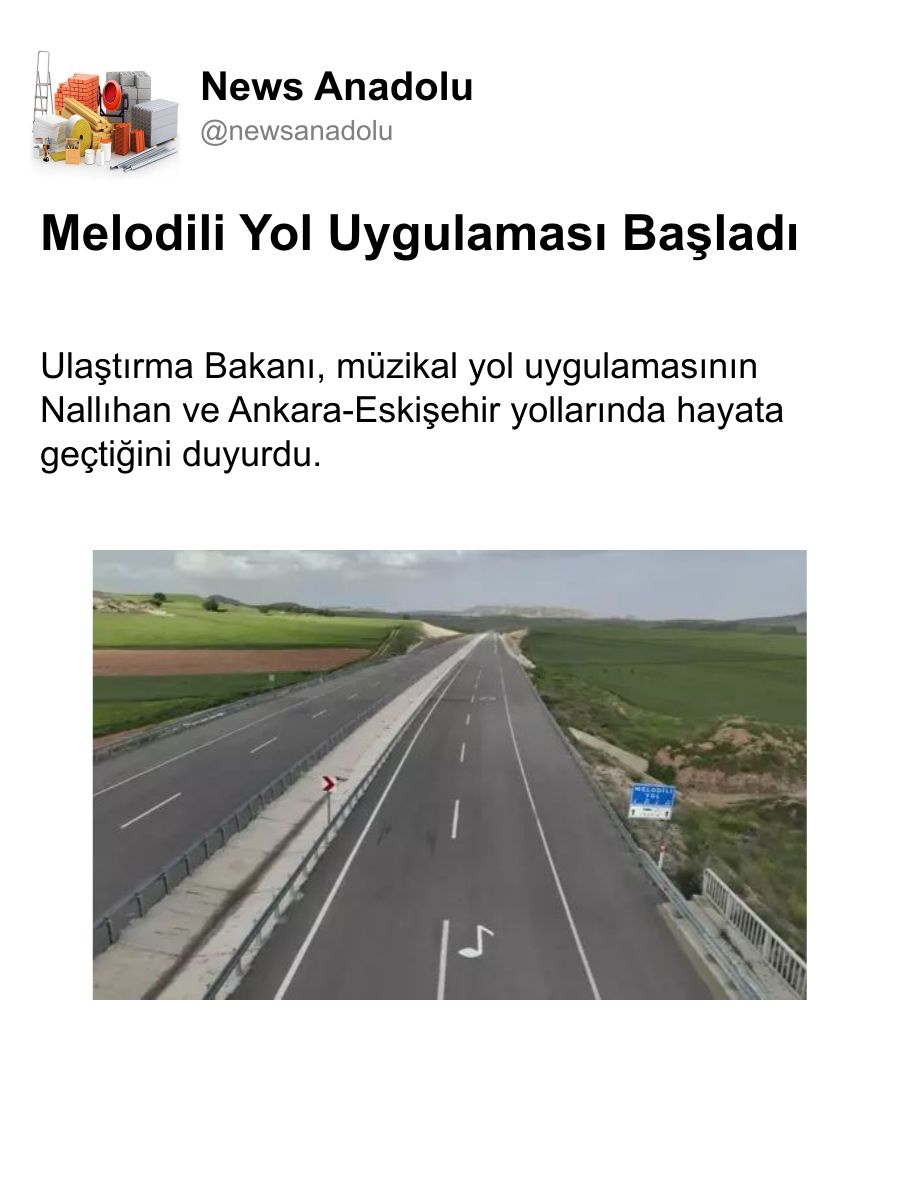 News Anadolu
@newsanadolu
Melodili Yol Uygulaması Başladı
Ulaştırma Bakanı, müzikal yol uygulamasının
Nallıhan ve Ankara-Eskişehir yollarında hayata
geçtiğini duyurdu.
MELODİLİ
YOL